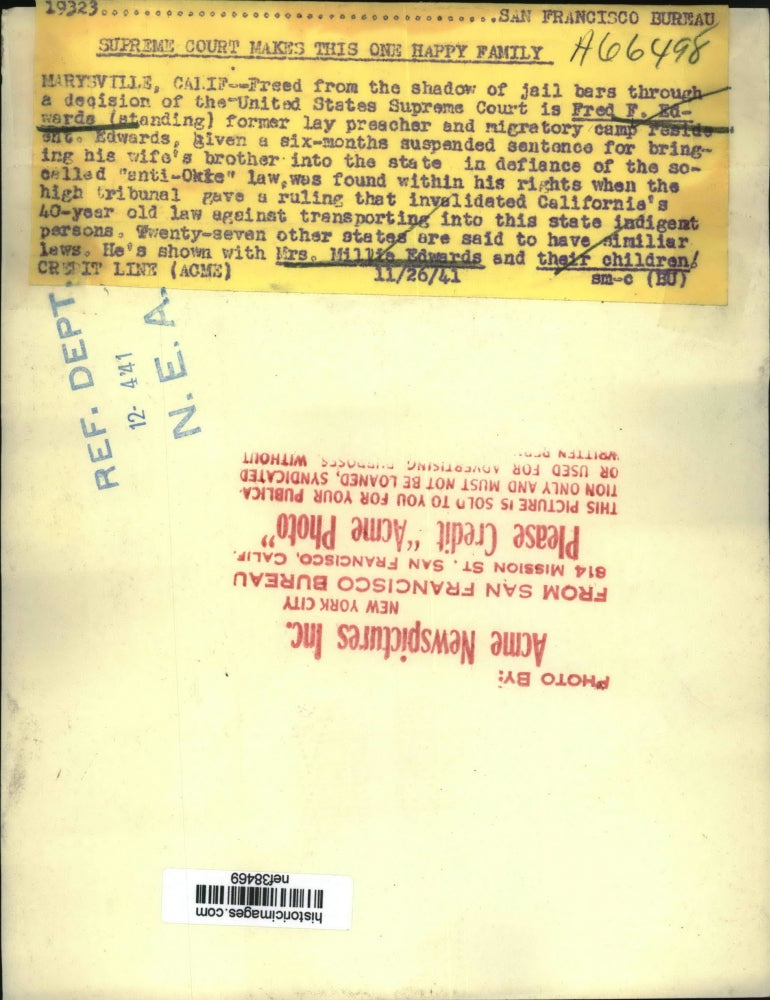 19323.......................................SAN FRANCISCO BUREAU
SUPREME COURT MAKES THIS ONE HAPPY FAMILY
A66498
MARYSVILLE, CALIF--Freed from the shadow of jail bars through
a decision of the United States Supreme Court is Fred F. Ed-
wards (standing) former lay preacher and migratory camp reside
ent. Edwards, given a six-months suspended sentence for bring-
ing his wife's brother into the state in defiance of the so-
called "anti-Okie" law, was found within his rights when the
high tribunal gave a ruling that invalidated California's
40-year old law against transporting into this state indigent
persons. Twenty-seven other states are said to have similiar
laws. He's shown with Mrs. Millie Edwards and their children!
CREDIT LINE (ACME) 11/26/41 sm-c (BU)
REF. DEPT.
12- 4'41
N. E. A.
PHOTO BY:
Acme Newspictures Inc.
NEW YORK CITY
FROM SAN FRANCISCO BUREAU
814 MISSION ST. SAN FRANCISCO, CALIF.
Please Credit "Acme Photo"
THIS PICTURE IS SOLD TO YOU FOR YOUR PUBLICA-
TION ONLY AND MUST NOT BE LOANED, SYNDICATED
OR USED FOR ADVERTISING PURPOSES WITHOUT
WRITTEN
historicimages.com
nef38469